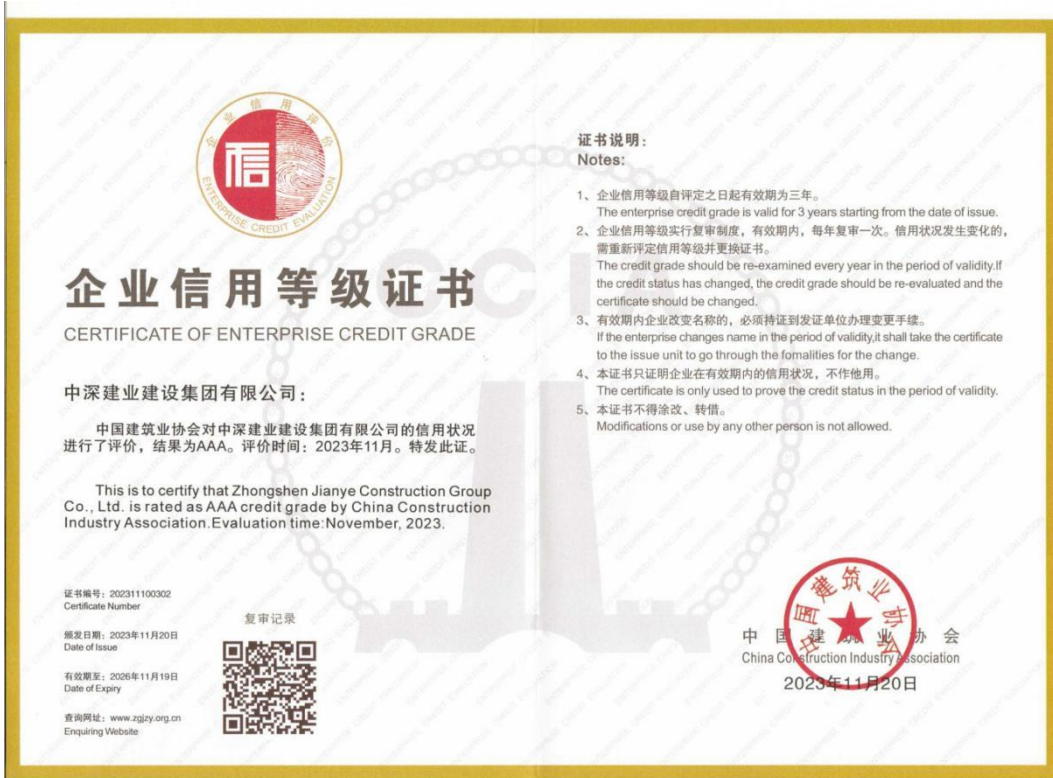 企业信用评价
信
ENTERPRISE CREDIT EVALUATION
企业信用等级证书
CERTIFICATE OF ENTERPRISE CREDIT GRADE
中深建业建设集团有限公司：
中国建筑业协会对中深建业建设集团有限公司的信用状况
进行了评价，结果为AAA。评价时间：2023年11月。特发此证。
This is to certify that Zhongshen Jianye Construction Group
Co., Ltd. is rated as AAA credit grade by China Construction
Industry Association.Evaluation time:November, 2023.
证书编号：202311100302
Certificate Number
颁发日期：2023年11月20日
Date of Issue
有效期至：2026年11月19日
Date of Expiry
查询网址：www.zgjzy.org.cn
Enquiring Website
复审记录
证书说明：
Notes:
1、企业信用等级自评定之日起有效期为三年。
The enterprise credit grade is valid for 3 years starting from the date of issue.
2、企业信用等级实行复审制度，有效期内，每年复审一次。信用状况发生变化的，
需重新评定信用等级并更换证书。
The credit grade should be re-examined every year in the period of validity.If
the credit status has changed, the credit grade should be re-evaluated and the
certificate should be changed.
3、有效期内企业改变名称的，必须持证到发证单位办理变更手续。
If the enterprise changes name in the period of validity,it shall take the certificate
to the issue unit to go through the fomalities for the change.
4、本证书只证明企业在有效期内的信用状况，不作他用。
The certificate is only used to prove the credit status in the period of validity.
5、本证书不得涂改、转借。
Modifications or use by any other person is not allowed.
CCIA
中国建筑业协会
中国建筑业协会
China Construction Industry Association
2023年11月20日